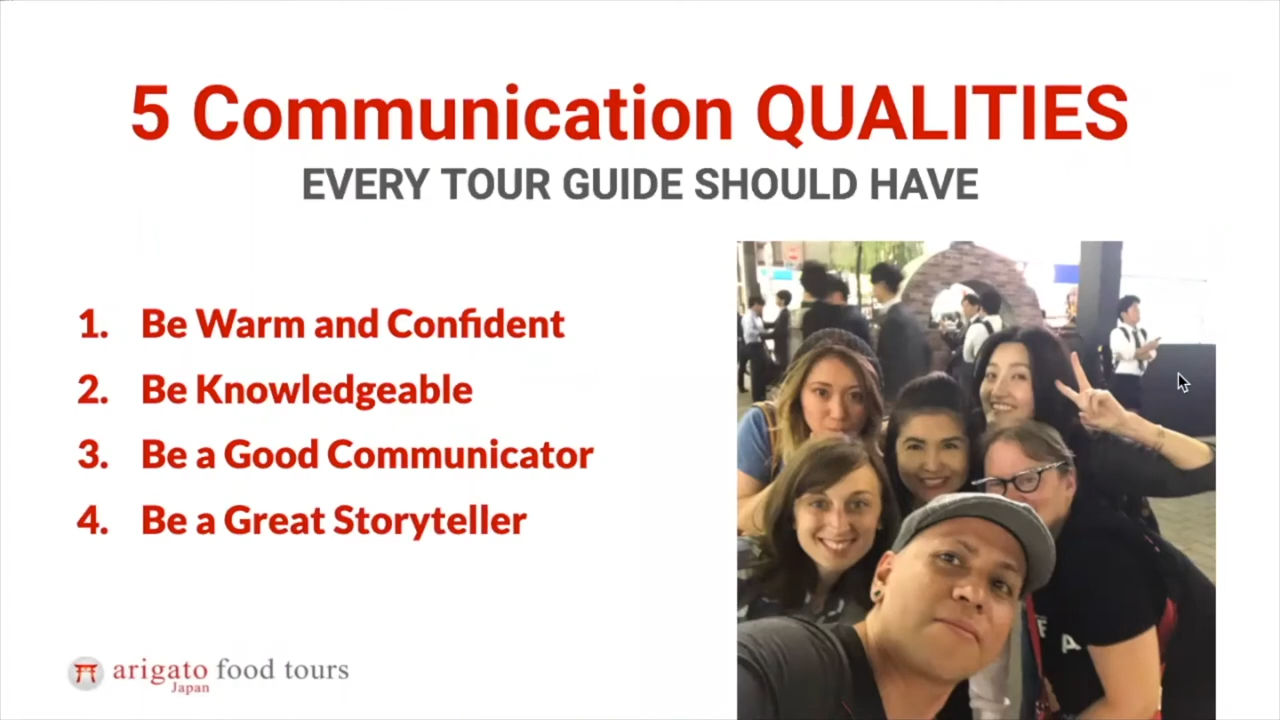 5 Communication QUALITIES
EVERY TOUR GUIDE SHOULD HAVE
1. Be Warm and Confident
2. Be Knowledgeable
3. Be a Good Communicator
4. Be a Great Storyteller
arigato food tours
Japan